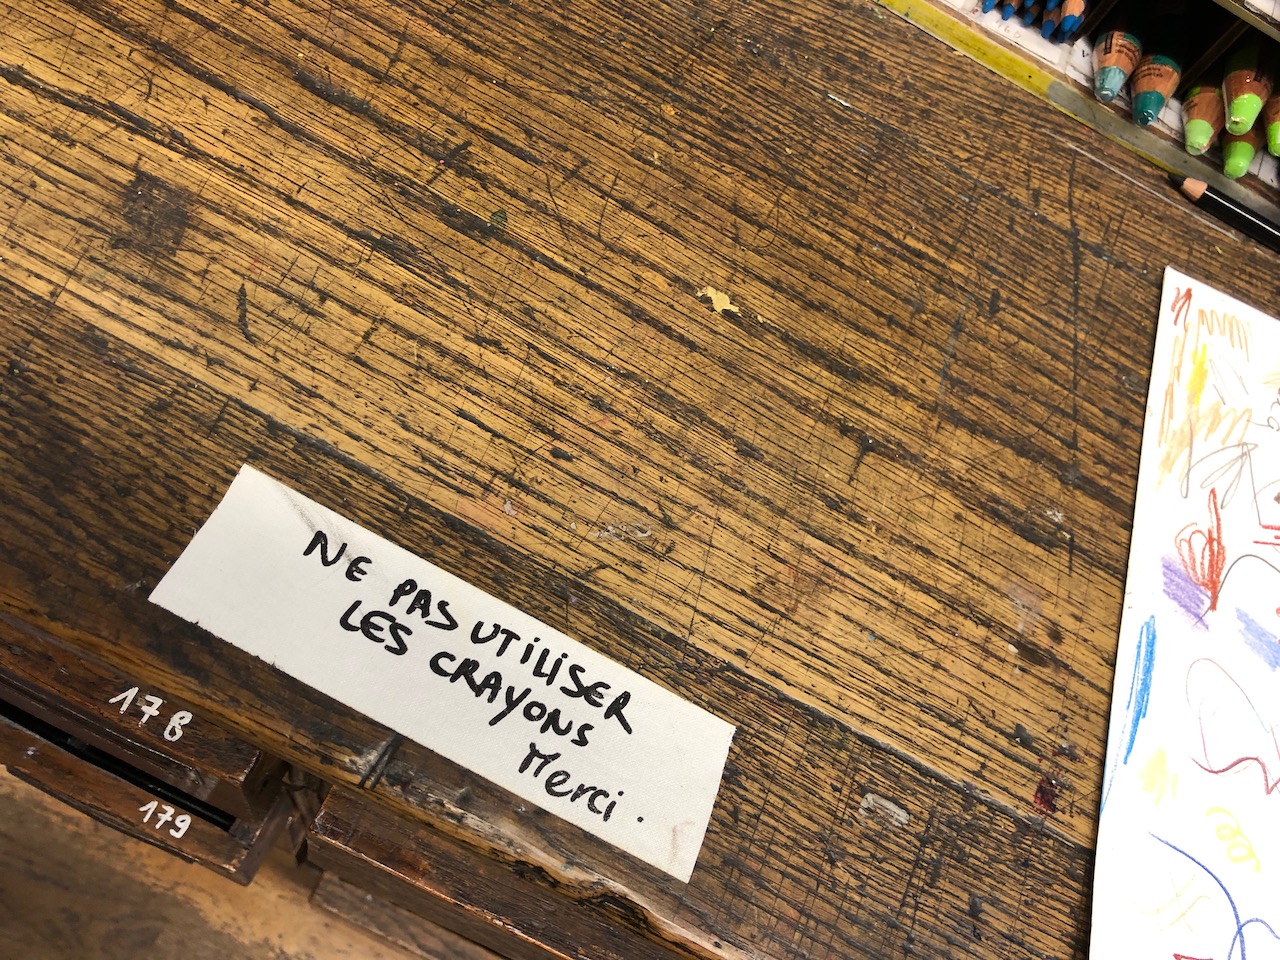 NE PAS UTILISER
LES CRAYONS
Merci.
178
179